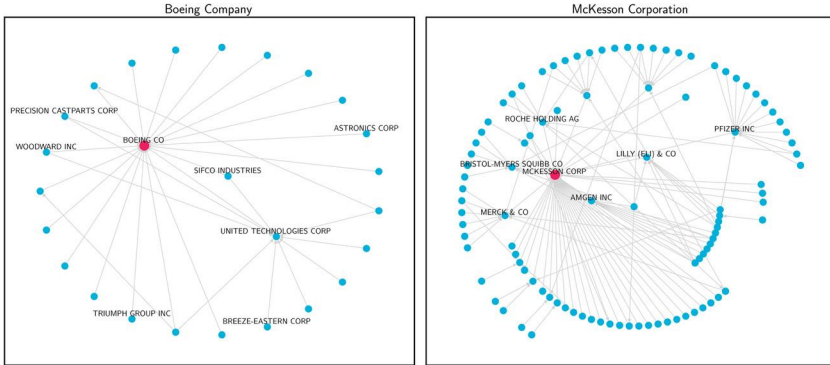 Boeing Company
PRECISION CASTPARTS CORP
BOEING CO
ASTRONICS CORP
WOODWARD INC
SIFCO INDUSTRIES
UNITED TECHNOLOGIES CORP
TRIUMPH GROUP INC
BREEZE-EASTERN CORP
McKesson Corporation
ROCHE HOLDING AG
PFIZER INC
LILLY (ELI) & CO
BRISTOL-MYERS SQUIBB CO
MCKESSON CORP
AMGEN INC
MERCK & CO